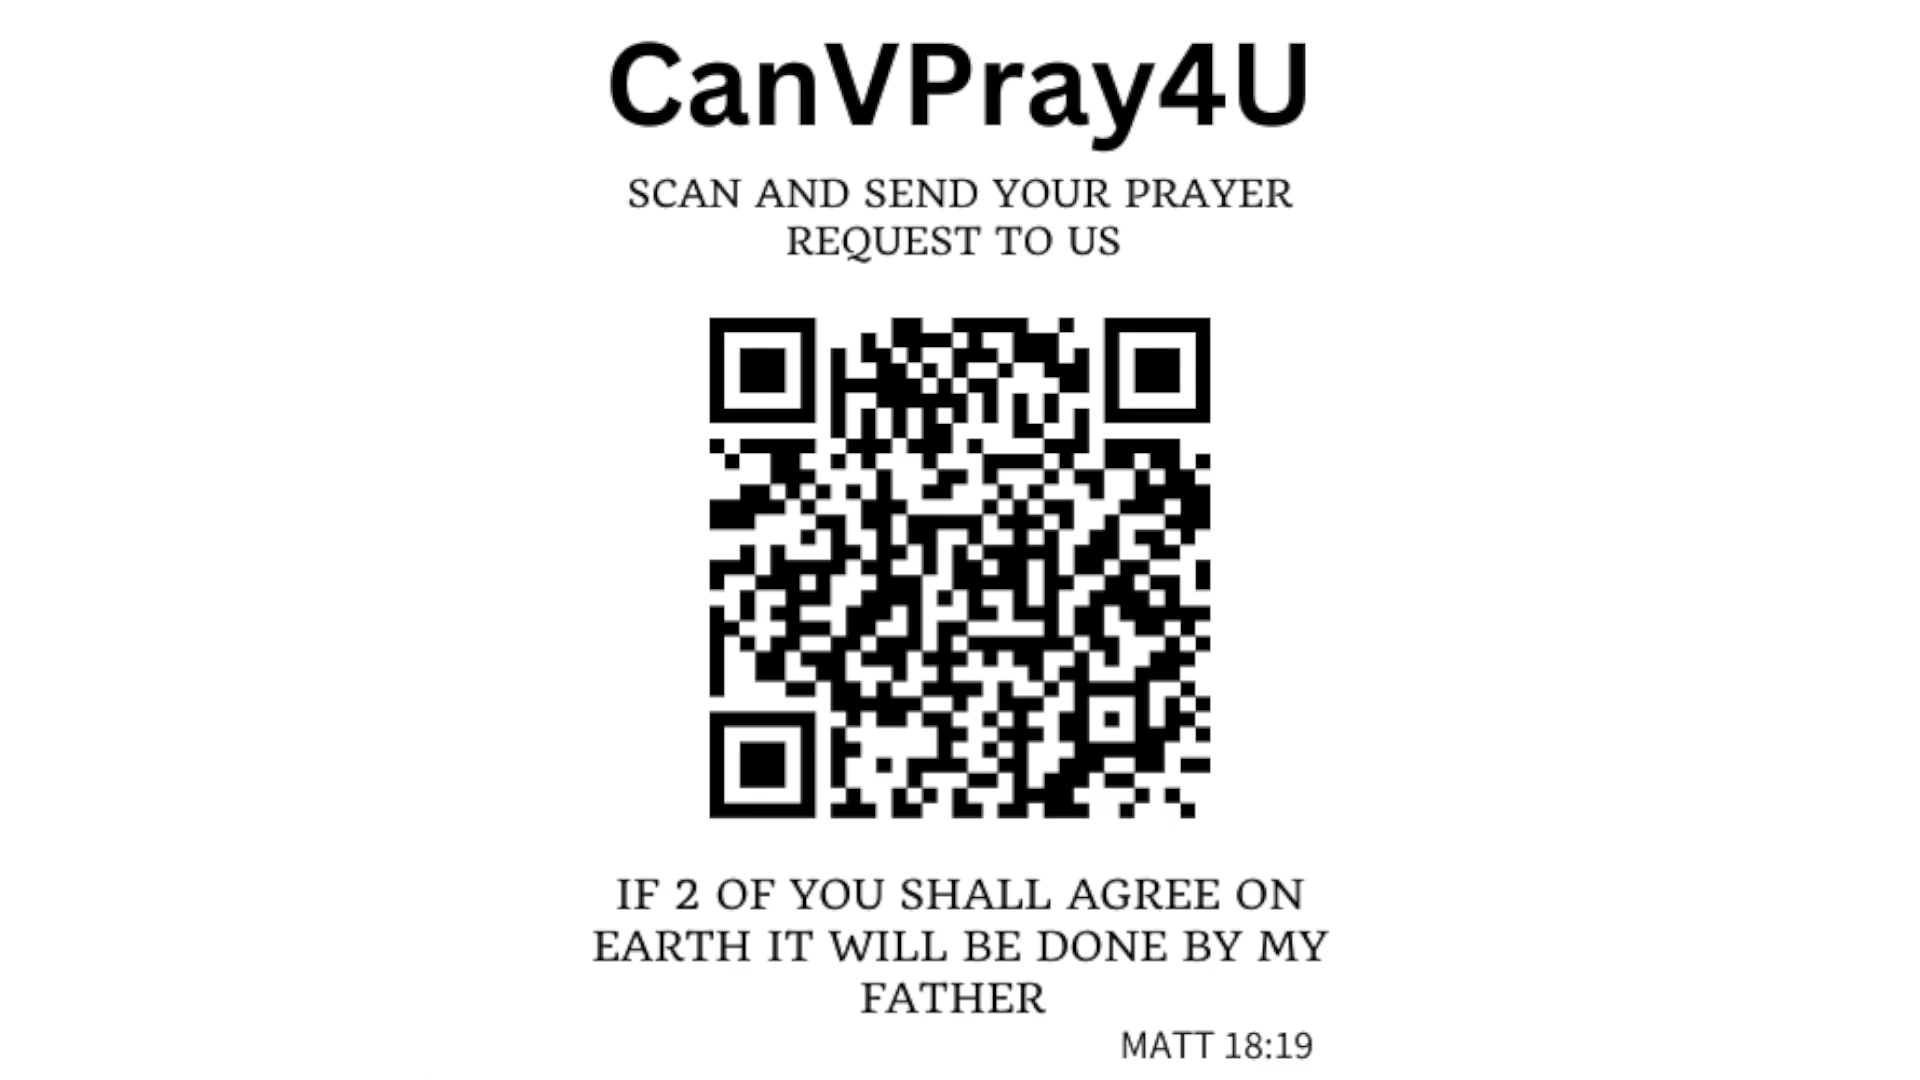 CanVPray4U
SCAN AND SEND YOUR PRAYER
REQUEST TO US
IF 2 OF YOU SHALL AGREE ON
EARTH IT WILL BE DONE BY MY
FATHER
MATT 18:19